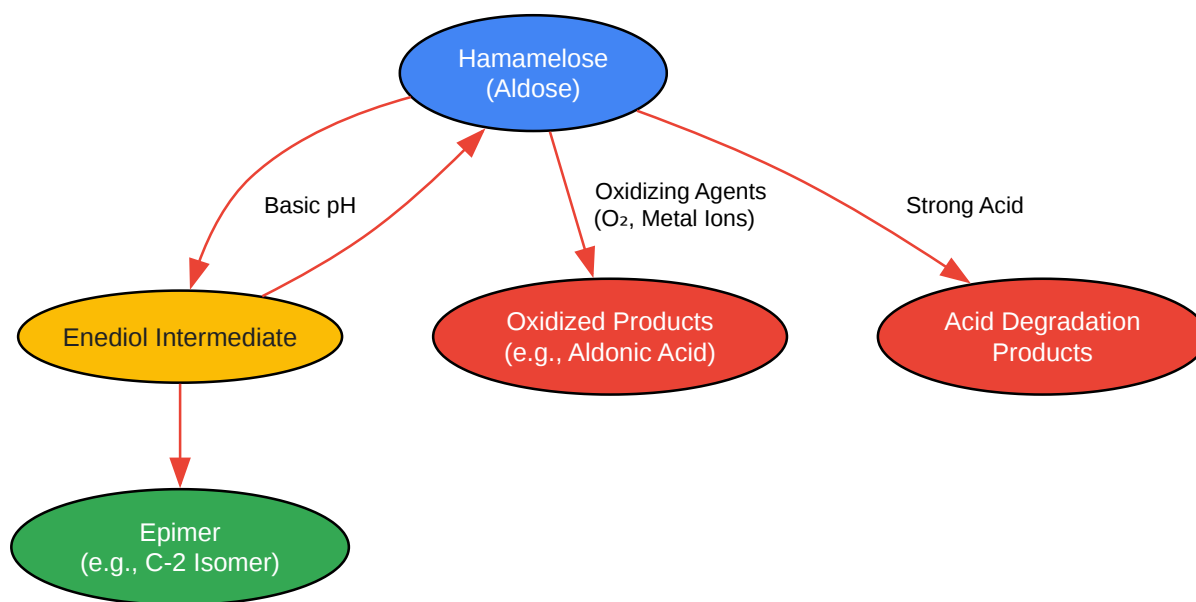 Hamamelose
(Aldose)
Basic pH
Oxidizing Agents
(O₂, Metal Ions)
Strong Acid
Enediol Intermediate
Oxidized Products
(e.g., Aldonic Acid)
Acid Degradation
Products
Epimer
(e.g., C-2 Isomer)